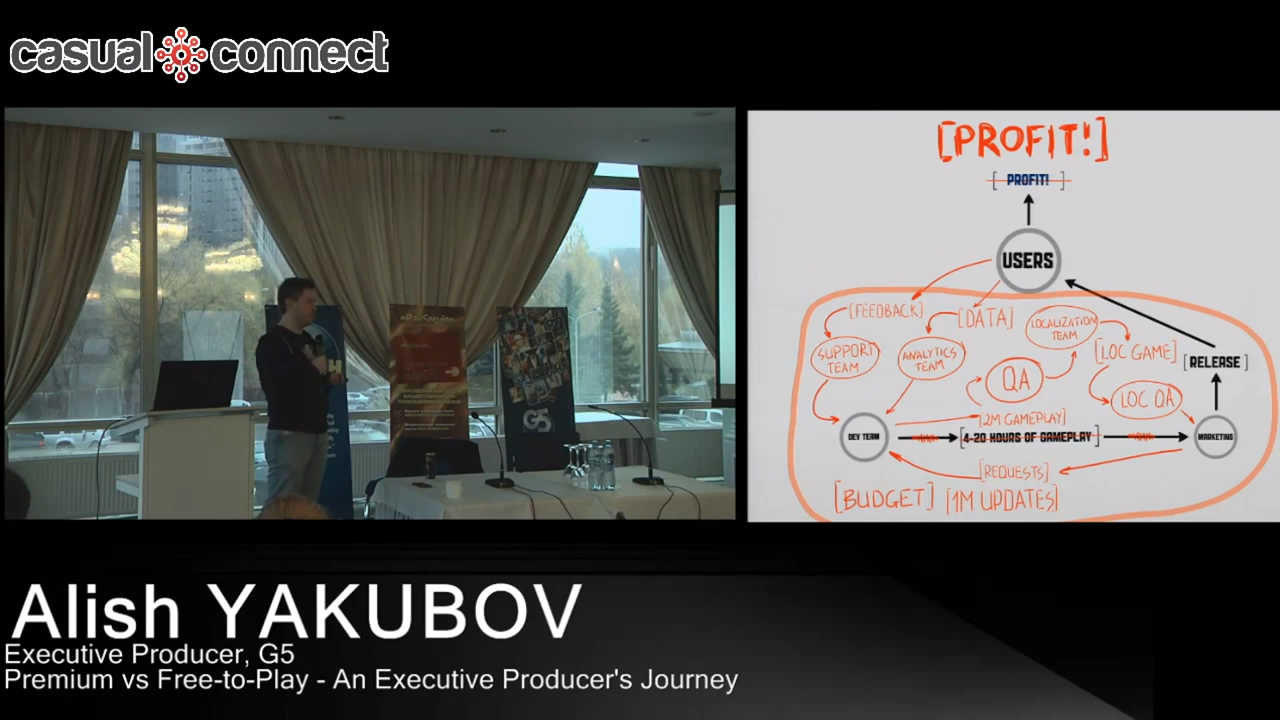 casual connect
[PROFIT!]
[ PROFIT! ]
USERS
[FEEDBACK]
[DATA]
LOCALIZATION
TEAM
SUPPORT
TEAM
ANALYTICS
TEAM
QA
[LOC GAME]
[RELEASE]
LOC QA
[2M GAMEPLAY]
DEV TEAM
[4-20 HOURS OF GAMEPLAY]
MARKETING
[REQUESTS]
[BUDGET]
[1M UPDATES]
G5
Alish YAKUBOV
Executive Producer, G5
Premium vs Free-to-Play - An Executive Producer's Journey